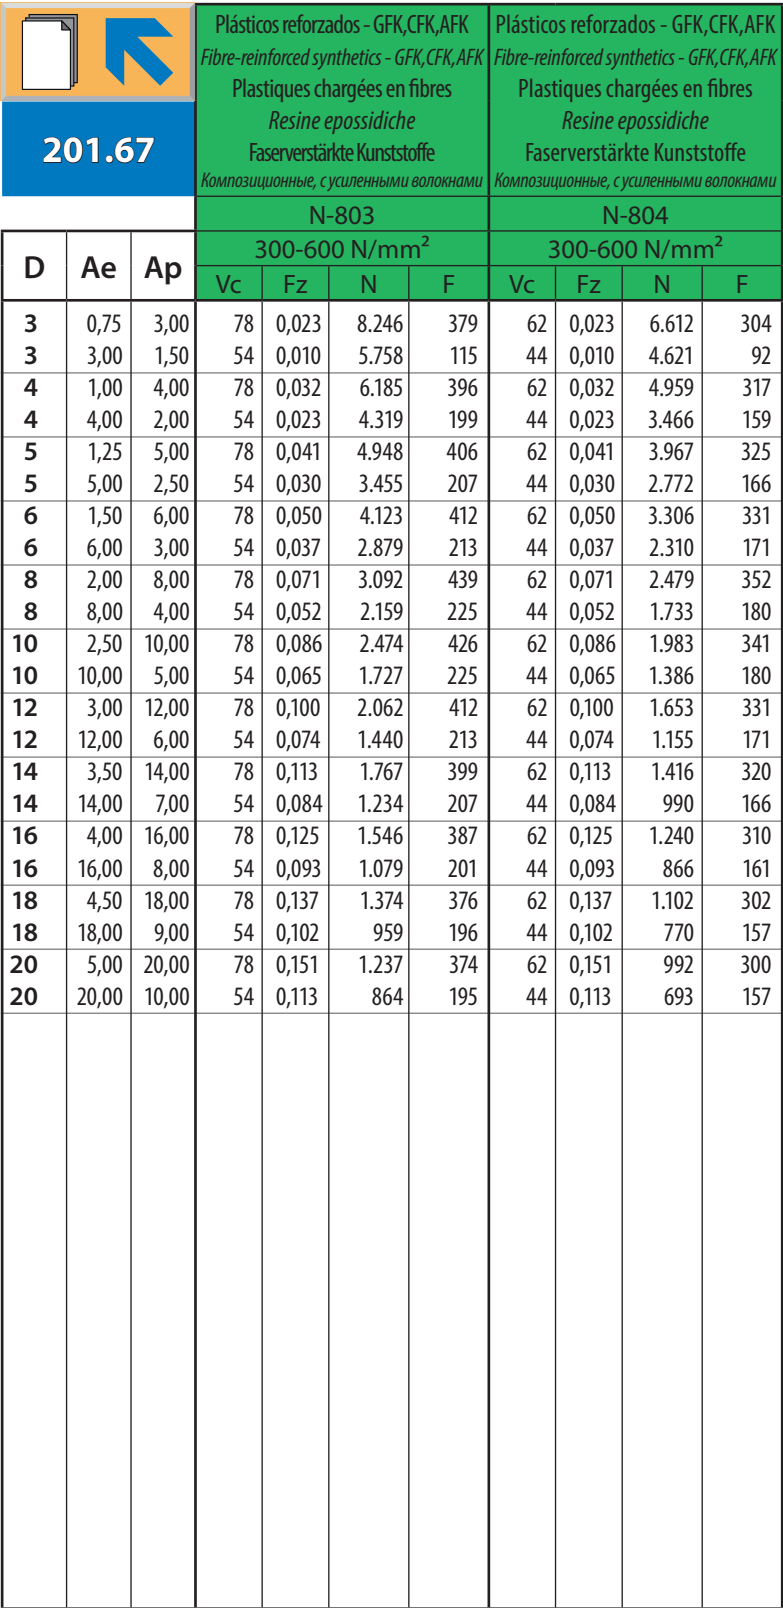 Plásticos reforzados - GFK,CFK,AFK Plásticos reforzados - GFK,CFK,AFK
Fibre-reinforced synthetics - GFK,CFK,AFK Fibre-reinforced synthetics - GFK,CFK,AFK
Plastiques chargées en fibres Plastiques chargées en fibres
Resine epossidiche Resine epossidiche
201.67 Faserverstärkte Kunststoffe Faserverstärkte Kunststoffe
Композиционные, с усиленными волокнами Композиционные, с усиленными волокнами
N-803 N-804
300-600 N/mm² 300-600 N/mm²
D Ae Ap Vc Fz N F Vc Fz N F
3 0,75 3,00 78 0,023 8.246 379 62 0,023 6.612 304
3 3,00 1,50 54 0,010 5.758 115 44 0,010 4.621 92
4 1,00 4,00 78 0,032 6.185 396 62 0,032 4.959 317
4 4,00 2,00 54 0,023 4.319 199 44 0,023 3.466 159
5 1,25 5,00 78 0,041 4.948 406 62 0,041 3.967 325
5 5,00 2,50 54 0,030 3.455 207 44 0,030 2.772 166
6 1,50 6,00 78 0,050 4.123 412 62 0,050 3.306 331
6 6,00 3,00 54 0,037 2.879 213 44 0,037 2.310 171
8 2,00 8,00 78 0,071 3.092 439 62 0,071 2.479 352
8 8,00 4,00 54 0,052 2.159 225 44 0,052 1.733 180
10 2,50 10,00 78 0,086 2.474 426 62 0,086 1.983 341
10 10,00 5,00 54 0,065 1.727 225 44 0,065 1.386 180
12 3,00 12,00 78 0,100 2.062 412 62 0,100 1.653 331
12 12,00 6,00 54 0,074 1.440 213 44 0,074 1.155 171
14 3,50 14,00 78 0,113 1.767 399 62 0,113 1.416 320
14 14,00 7,00 54 0,084 1.234 207 44 0,084 990 166
16 4,00 16,00 78 0,125 1.546 387 62 0,125 1.240 310
16 16,00 8,00 54 0,093 1.079 201 44 0,093 866 161
18 4,50 18,00 78 0,137 1.374 376 62 0,137 1.102 302
18 18,00 9,00 54 0,102 959 196 44 0,102 770 157
20 5,00 20,00 78 0,151 1.237 374 62 0,151 992 300
20 20,00 10,00 54 0,113 864 195 44 0,113 693 157